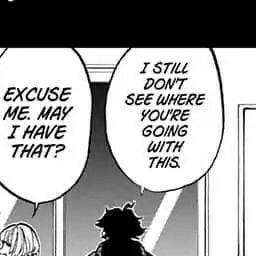 I STILL
DON'T
SEE WHERE
YOU'RE
GOING
WITH
THIS.
EXCUSE
ME. MAY
I HAVE
THAT?